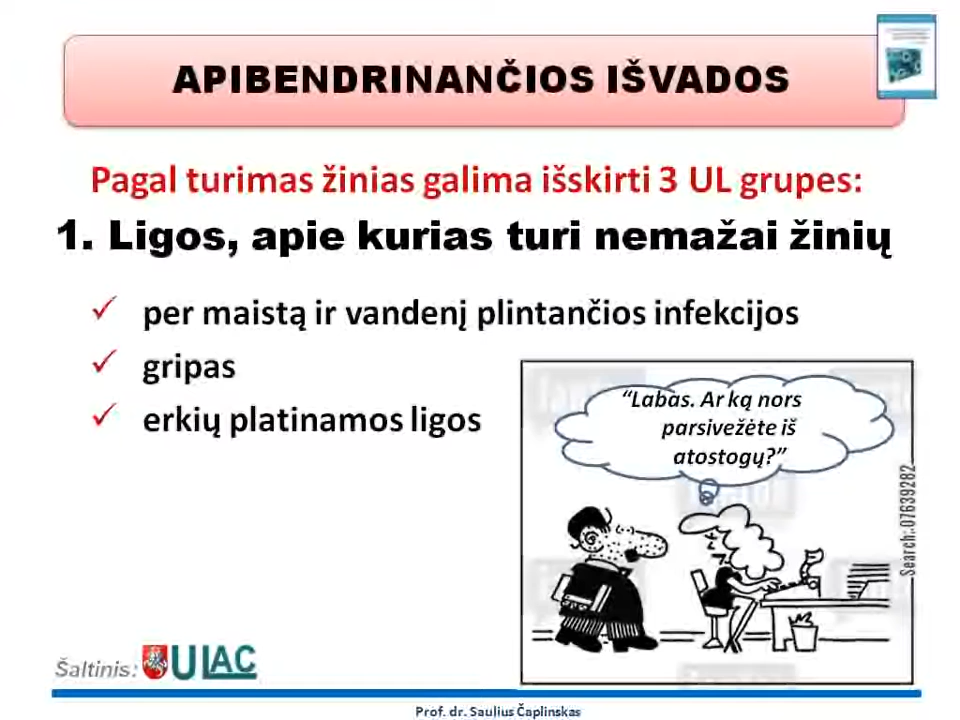 APIBENDRINANČIOS IŠVADOS
Pagal turimas žinias galima išskirti 3 UL grupes:
1. Ligos, apie kurias turi nemažai žinių
✓ per maistą ir vandenį plintančios infekcijos
✓ gripas
✓ erkių platinamos ligos
“Labas. Ar ką nors
parsivežėte iš
atostogų?”
Search: 07639282
Šaltinis: ULAC
Prof. dr. Saulius Čaplinskas